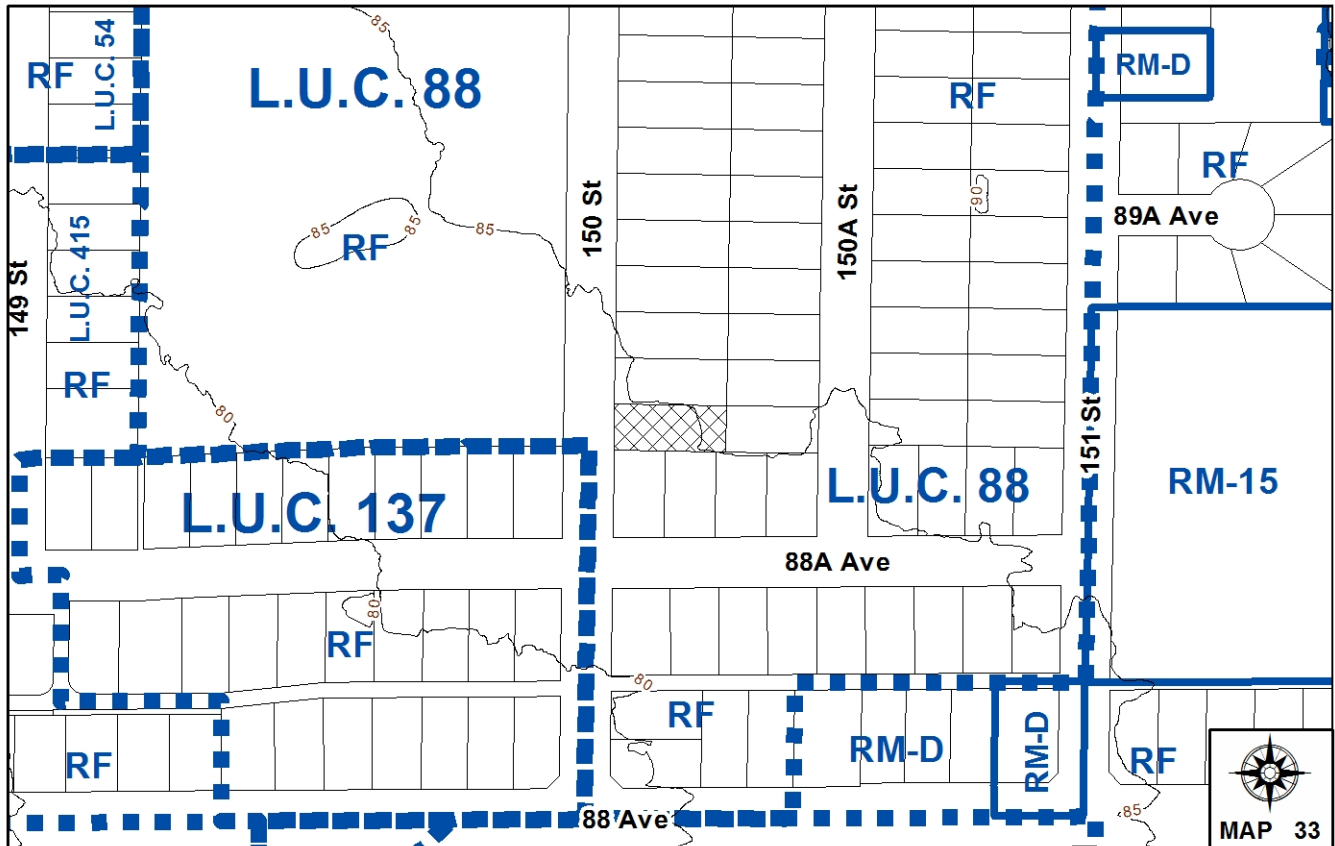 85
L.U.C. 54
RF
L.U.C. 88
RF
RM-D
RF
90
150 St
150A St
89A Ave
85
85
85
RF
L.U.C. 415
149 St
RF
80
151 St
L.U.C. 137
L.U.C. 88
RM-15
88A Ave
80
RF
80
RF
RM-D
RM-D
RF
RF
85
88 Ave
MAP 33